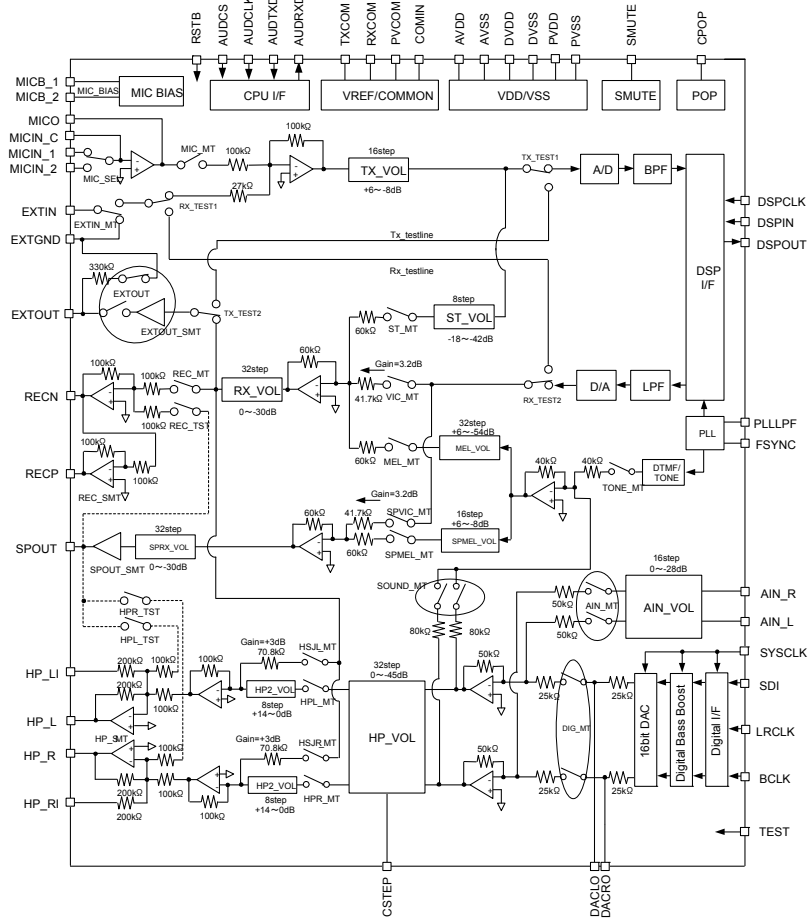 RSTB
AUDCS
AUDCLK
AUDTXD
AUDRXD
TXCOM
RXCOM
PVCOM
COMIN
AVDD
AVSS
DVDD
DVSS
PVDD
PVSS
SMUTE
CPOP
MICB_1
MICB_2
MIC_BIAS
MIC BIAS
CPU I/F
VREF/COMMON
VDD/VSS
SMUTE
POP
MICO
MICIN_C
MICIN_1
MICIN_2
MIC_SEL
MIC_MT
100kΩ
100kΩ
16step
TX_VOL
+6～-8dB
TX_TEST1
A/D
BPF
27kΩ
EXTIN
EXTIN_MT
RX_TEST1
EXTGND
DSPCLK
DSPIN
DSPOUT
DSP
I/F
Tx_testline
Rx_testline
330kΩ
EXTOUT
EXTOUT
EXTOUT_SMT
TX_TEST2
60kΩ
ST_MT
8step
ST_VOL
-18～-42dB
RECN
100kΩ
100kΩ
REC_MT
100kΩ
REC_TST
32step
RX_VOL
0～-30dB
60kΩ
Gain=3.2dB
41.7kΩ
VIC_MT
RX_TEST2
D/A
LPF
PLLLPF
PLL
FSYNC
60kΩ
MEL_MT
32step
+6～-54dB
MEL_VOL
RECP
100kΩ
100kΩ
REC_SMT
40kΩ
40kΩ
TONE_MT
DTMF/
TONE
Gain=3.2dB
SPOUT
SPOUT_SMT
32step
SPRX_VOL
0～-30dB
60kΩ
41.7kΩ
60kΩ
SPVIC_MT
SPMEL_MT
16step
+6～-8dB
SPMEL_VOL
SOUND_MT
80kΩ
80kΩ
50kΩ
50kΩ
AIN_MT
16step
0～-28dB
AIN_VOL
AIN_R
AIN_L
HPR_TST
HPL_TST
HP_LI
200kΩ
100kΩ
200kΩ
100kΩ
100kΩ
Gain=+3dB
70.8kΩ
HSJL_MT
HP2_VOL
8step
+14～0dB
HPL_MT
32step
0～-45dB
HP_VOL
50kΩ
25kΩ
25kΩ
DIG_MT
SYSCLK
SDI
LRCLK
BCLK
16bit DAC
Digital Bass Boost
Digital I/F
HP_L
HP_SMT
HP_R
100kΩ
Gain=+3dB
70.8kΩ
HSJR_MT
HP2_VOL
8step
+14～0dB
HPR_MT
200kΩ
200kΩ
100kΩ
100kΩ
HP_RI
50kΩ
25kΩ
25kΩ
TEST
CSTEP
DACLO
DACRO